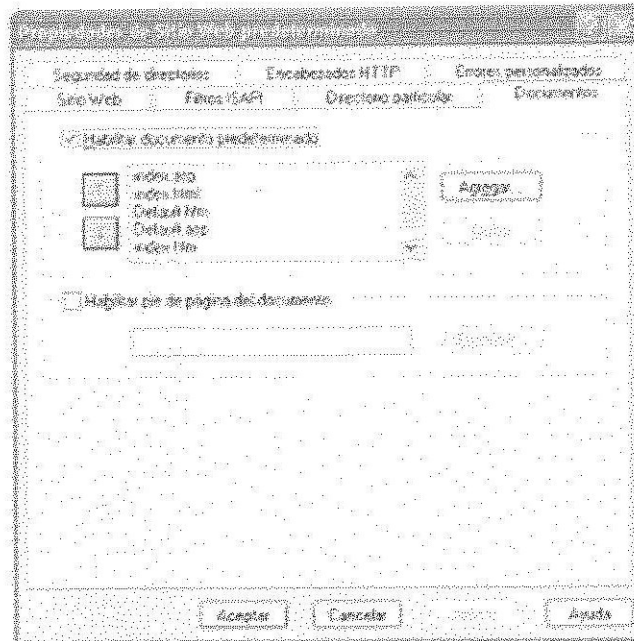 Propiedades de Sitio Web predeterminado
Seguridad de directorios Encabezados HTTP Errores personalizados
Sitio Web Filtros ISAPI Directorio particular Documentos
Habilitar documento predeterminado
index.asp
index.html
Default.htm
Default.asp
index.htm
Agregar...
Quitar
Habilitar pie de página del documento
Aceptar Cancelar Ayuda